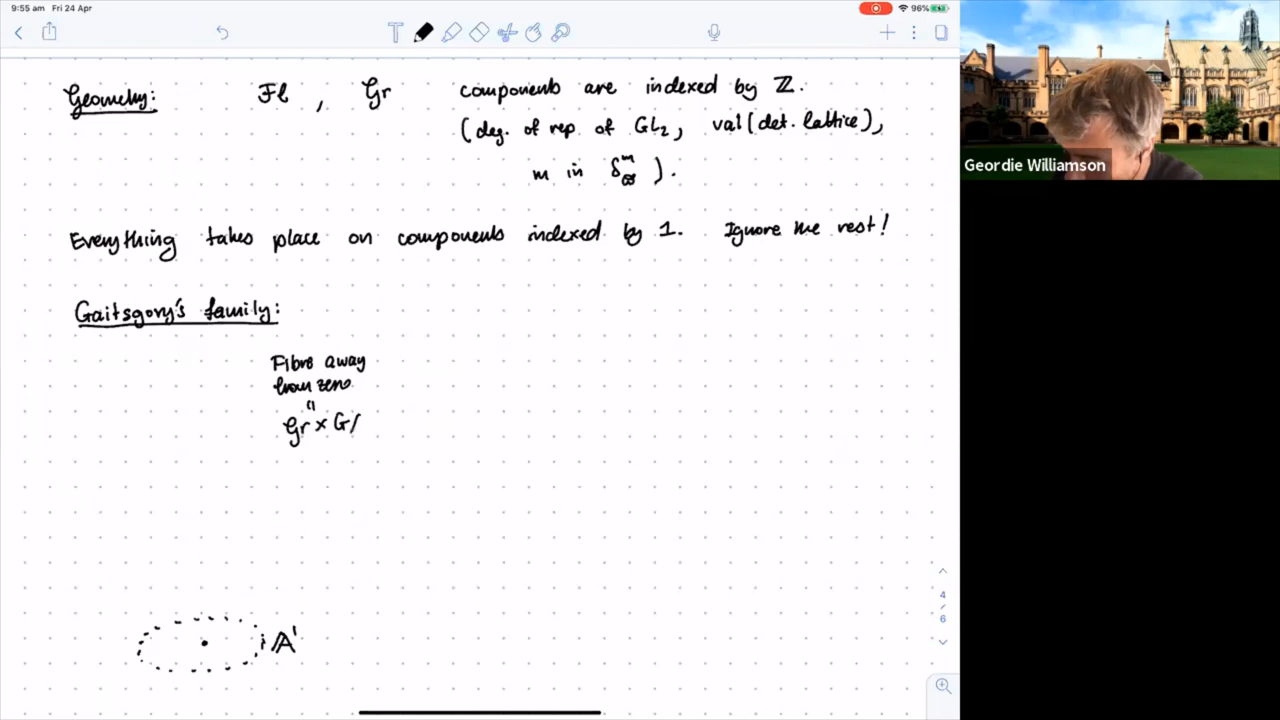 9:55 am Fri 24 Apr
96%
Geometry: Fl , Gr components are indexed by ℤ.
(deg. of rep of GL₂, val(det. lattice),
m in δ_ϖ^m ).
Everything takes place on components indexed by 1. Ignore the rest!
Gaitsgory's family:
Fibre away
from zero
"
Gr × G/
𝔸¹
4
/
6
Geordie Williamson